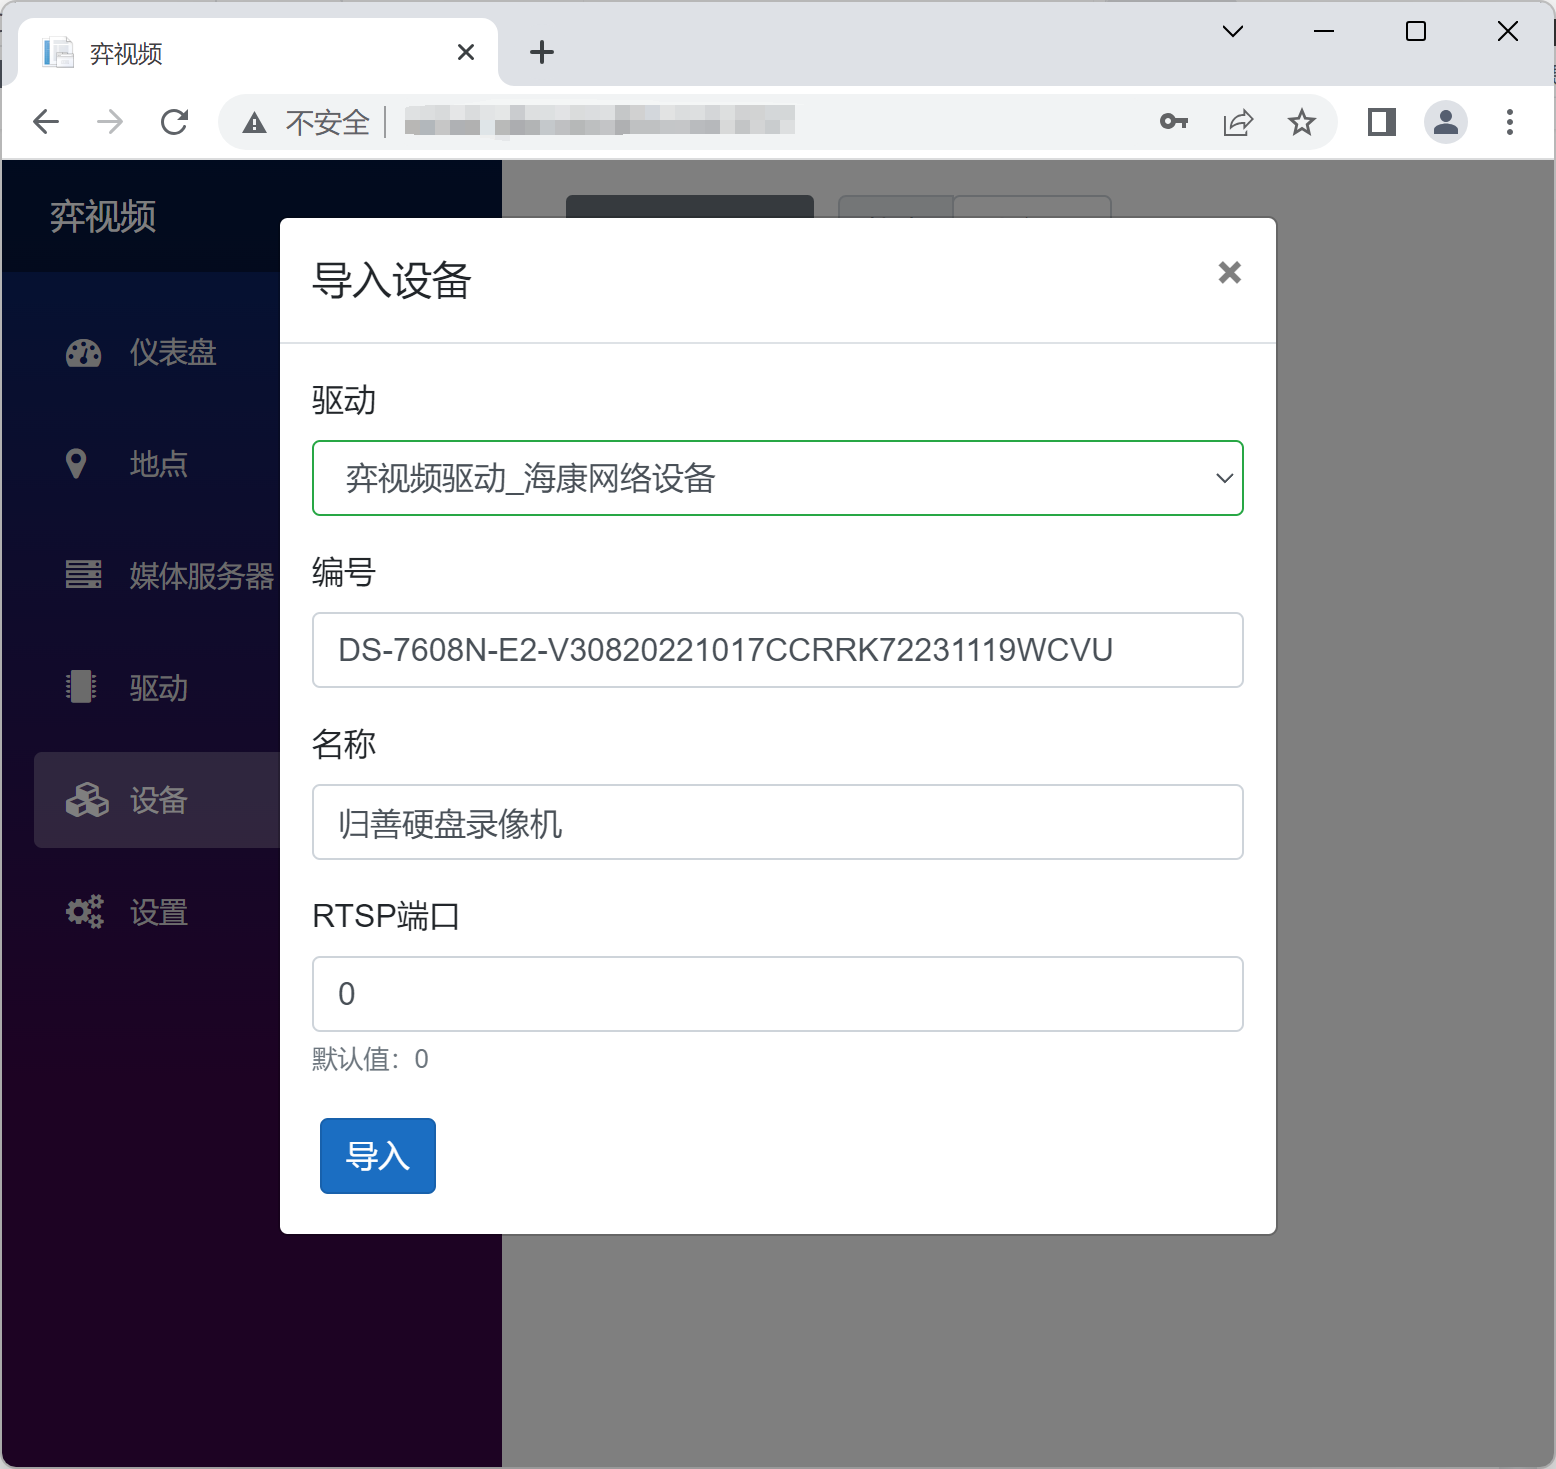 弈视频
不安全
弈视频
仪表盘
地点
媒体服务器
驱动
设备
设置
导入设备
驱动
弈视频驱动_海康网络设备
编号
DS-7608N-E2-V30820221017CCRRK72231119WCVU
名称
归善硬盘录像机
RTSP端口
0
默认值：0
导入